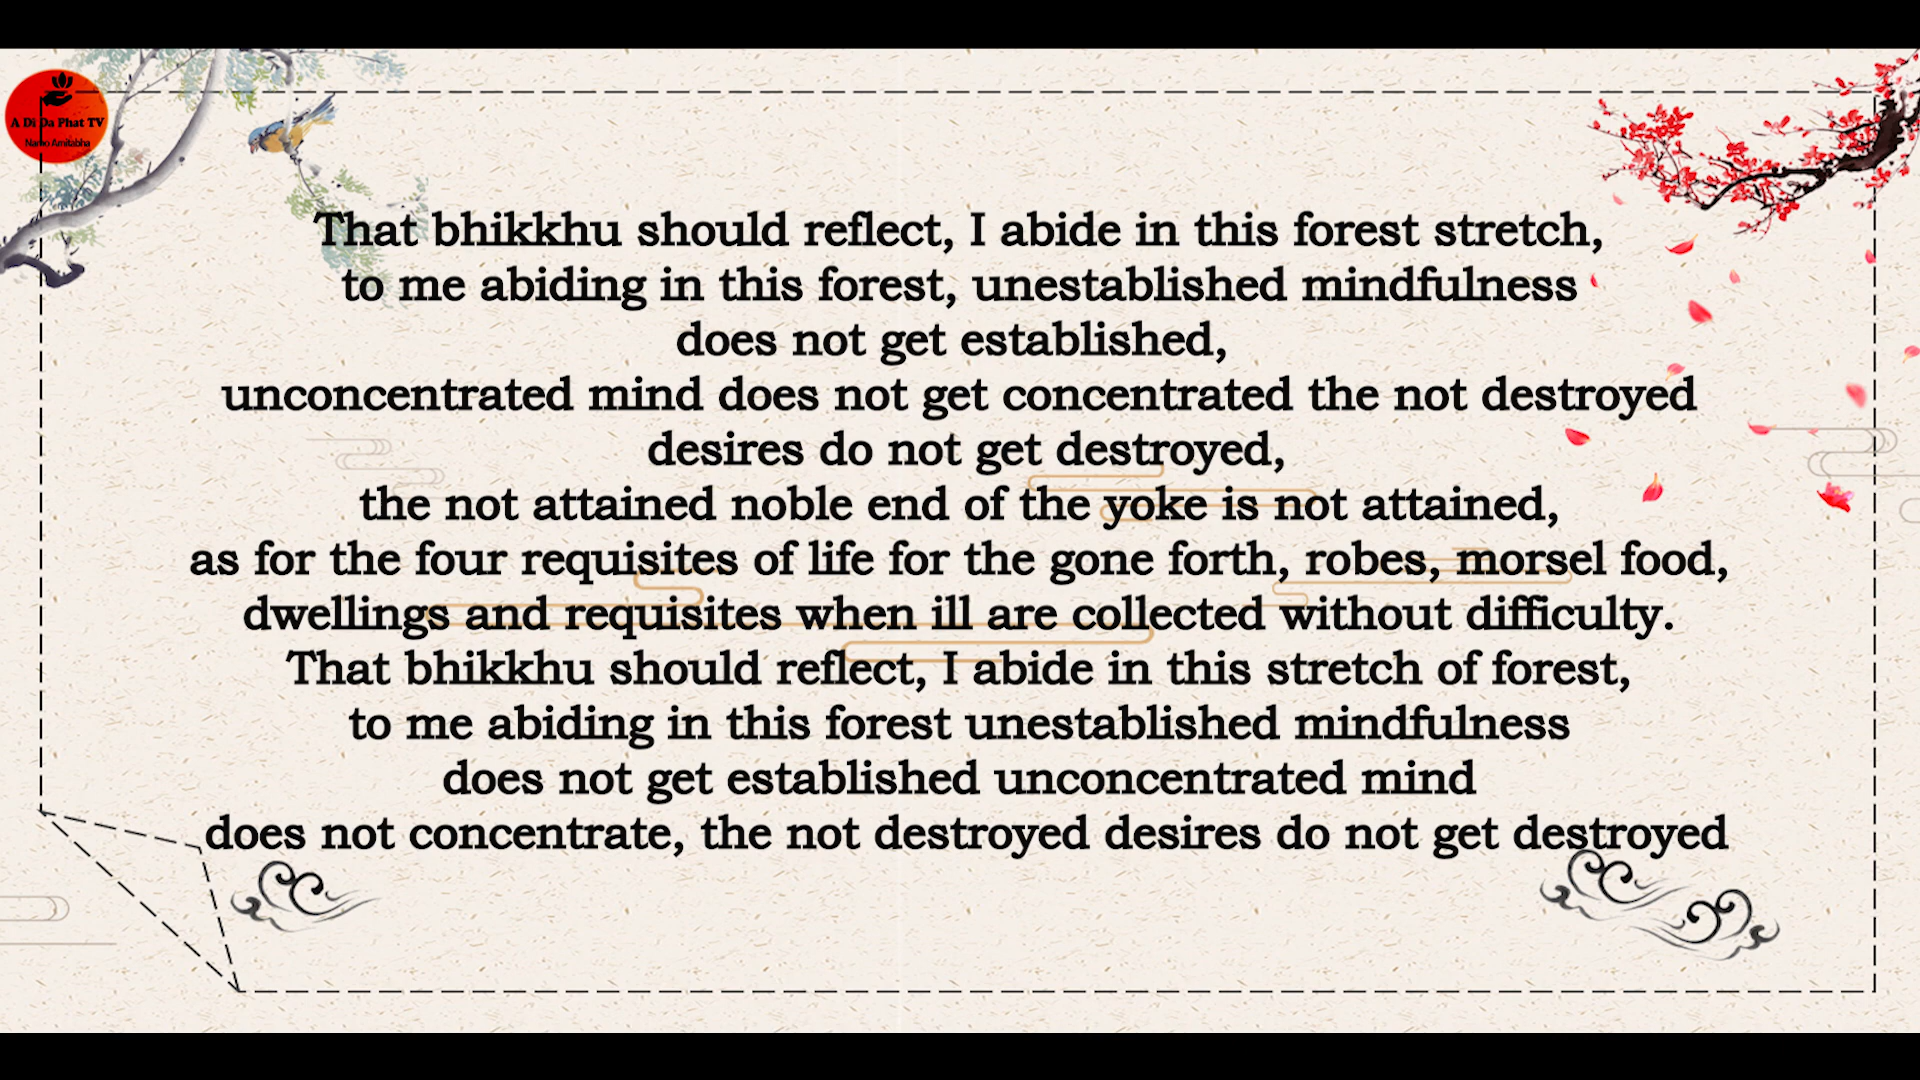 A Di Da Phat TV
Namo Amitabha
That bhikkhu should reflect, I abide in this forest stretch,
to me abiding in this forest, unestablished mindfulness
does not get established,
unconcentrated mind does not get concentrated the not destroyed
desires do not get destroyed,
the not attained noble end of the yoke is not attained,
as for the four requisites of life for the gone forth, robes, morsel food,
dwellings and requisites when ill are collected without difficulty.
That bhikkhu should reflect, I abide in this stretch of forest,
to me abiding in this forest unestablished mindfulness
does not get established unconcentrated mind
does not concentrate, the not destroyed desires do not get destroyed